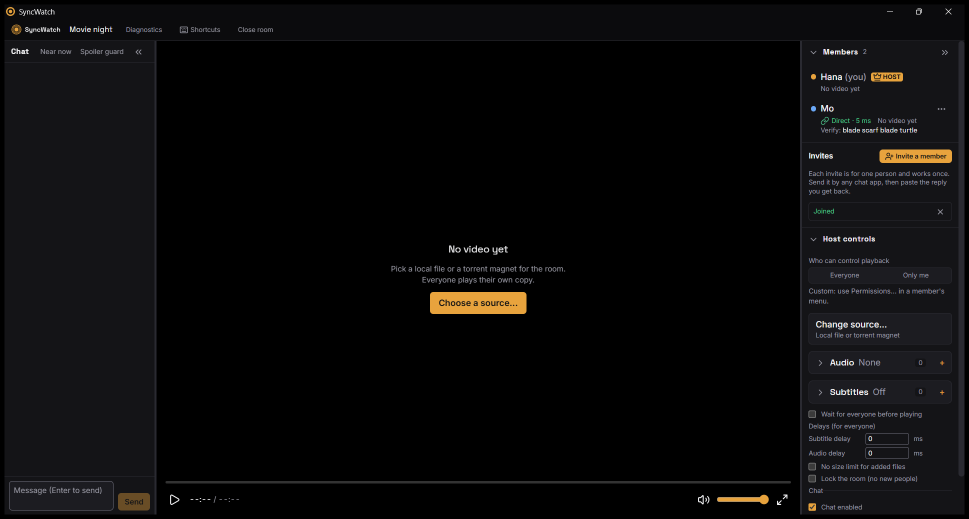 SyncWatch
SyncWatch Movie night Diagnostics Shortcuts Close room
Chat Near now Spoiler guard
Members 2
Hana (you) HOST
No video yet
Mo
Direct · 5 ms No video yet
Verify: blade scarf blade turtle
Invites Invite a member
Each invite is for one person and works once.
Send it by any chat app, then paste the reply
you get back.
Joined
Host controls
Who can control playback
Everyone Only me
Custom: use Permissions... in a member's
menu.
Change source...
Local file or torrent magnet
Audio None 0 +
Subtitles Off 0 +
Wait for everyone before playing
Delays (for everyone)
Subtitle delay 0 ms
Audio delay 0 ms
No size limit for added files
Lock the room (no new people)
Chat
Chat enabled
No video yet
Pick a local file or a torrent magnet for the room.
Everyone plays their own copy.
Choose a source...
Message (Enter to send)
Send
--:-- / --:--